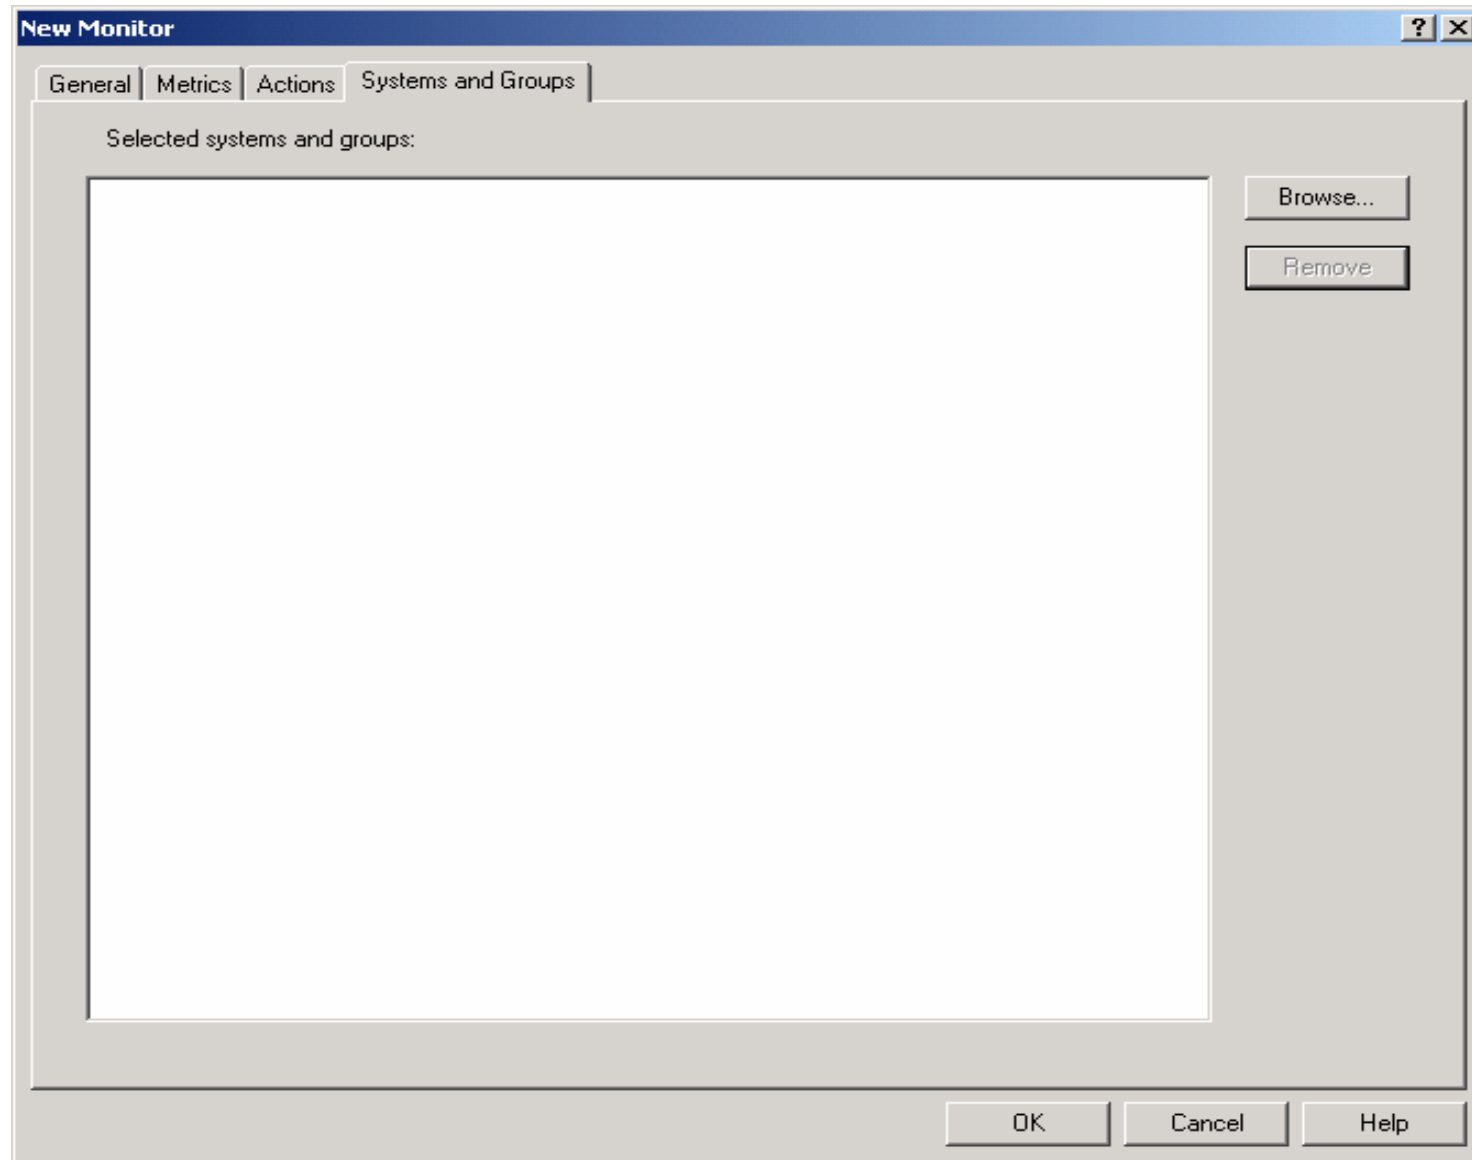 New Monitor
General Metrics Actions Systems and Groups
Selected systems and groups:
Browse...
Remove
OK Cancel Help